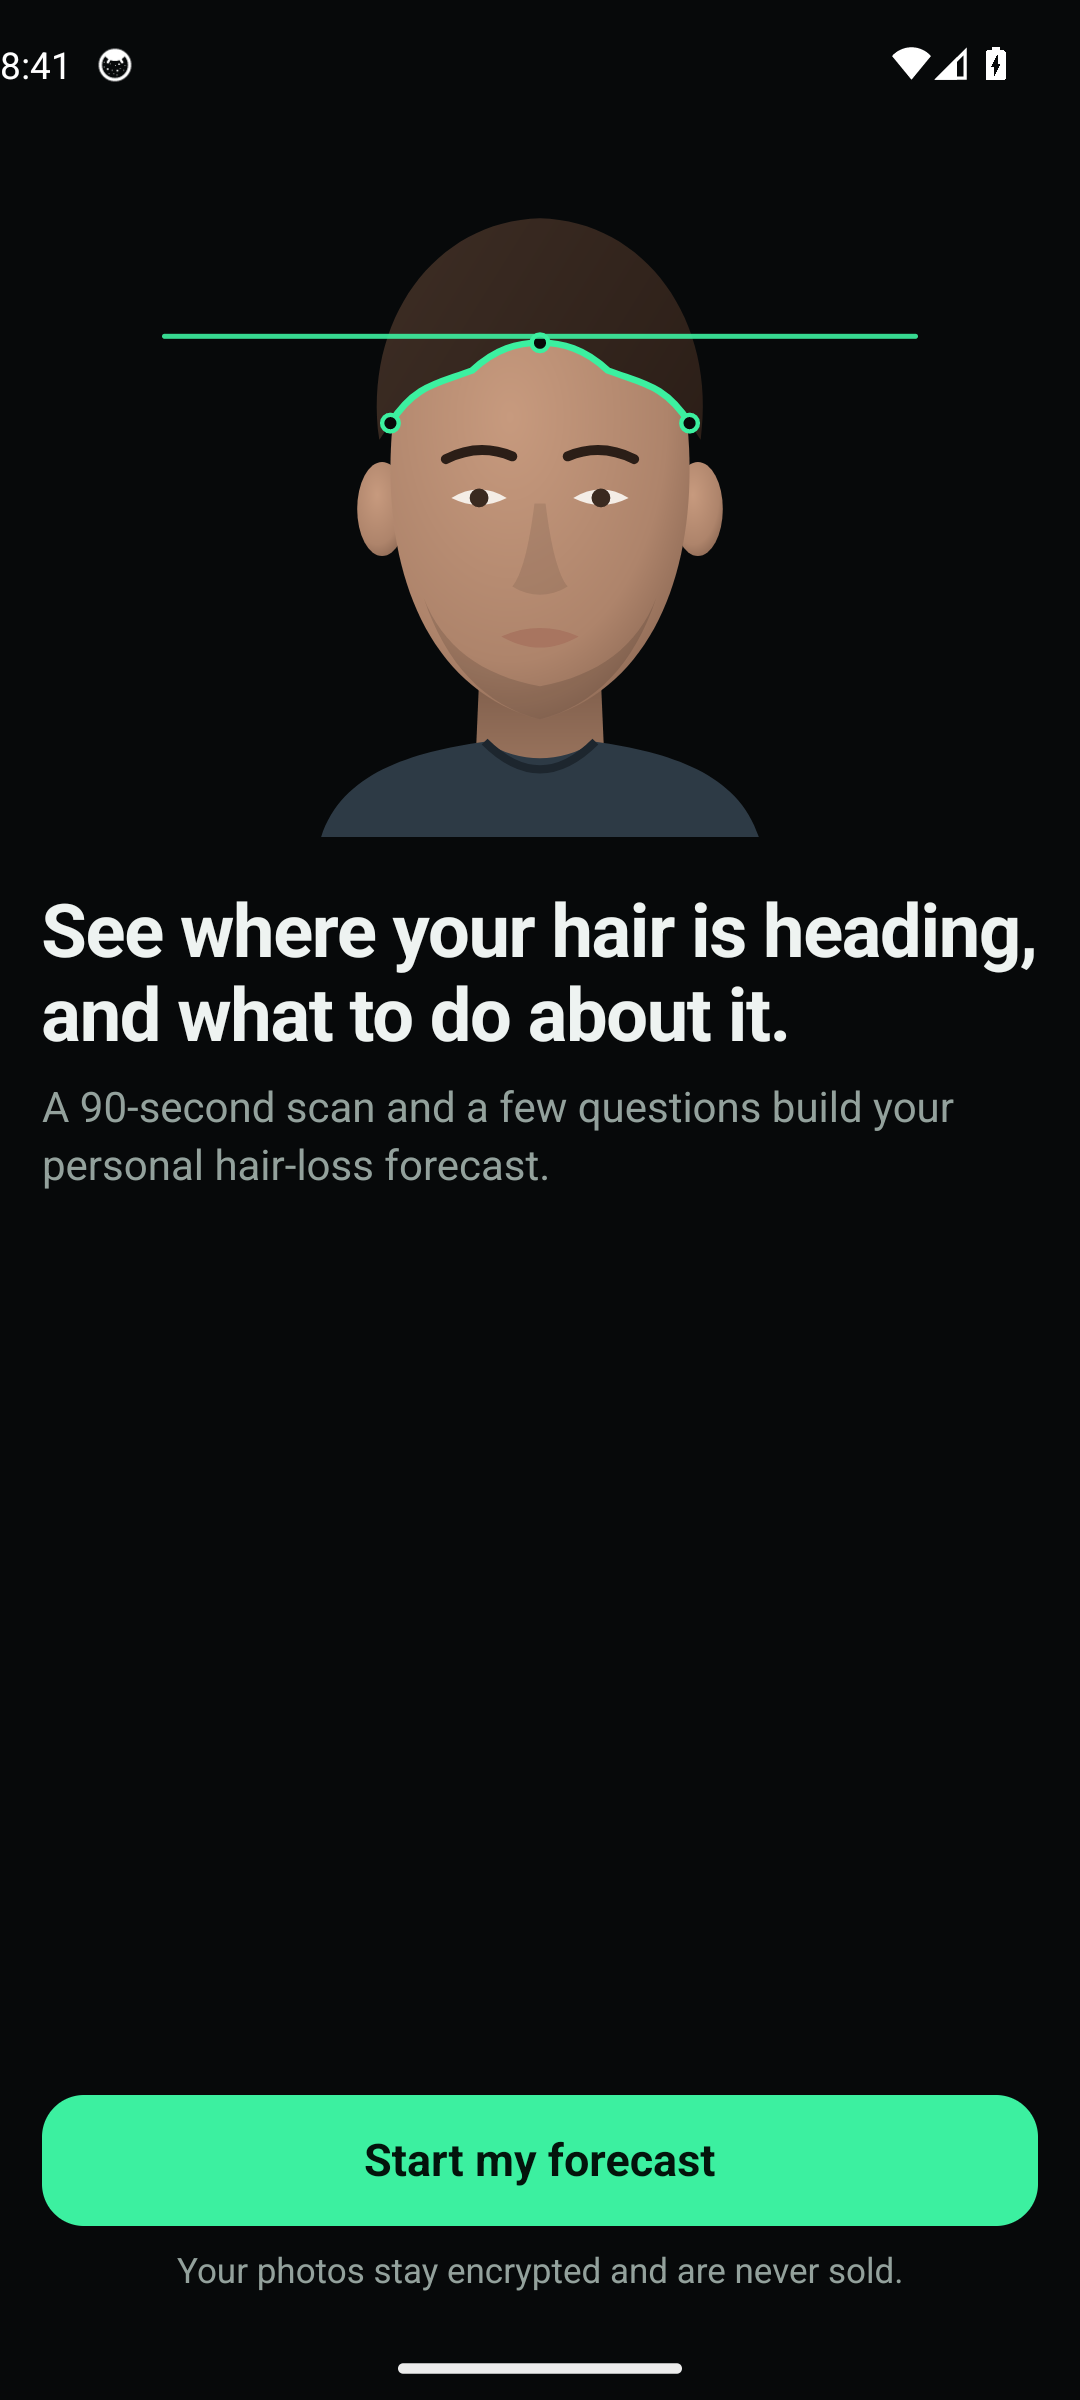 8:41
See where your hair is heading,
and what to do about it.
A 90-second scan and a few questions build your
personal hair-loss forecast.
Start my forecast
Your photos stay encrypted and are never sold.